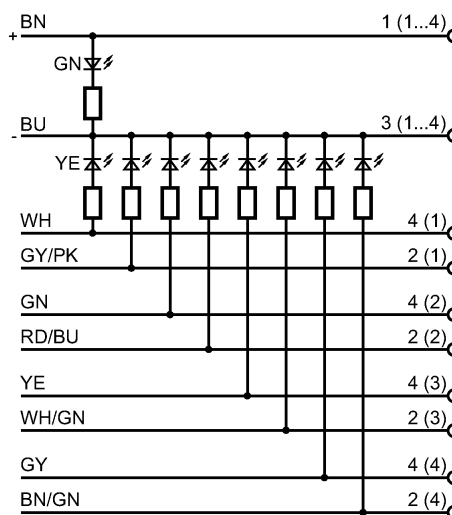 BN 1 (1...4)
+
GN
BU 3 (1...4)
-
YE
WH 4 (1)
GY/PK 2 (1)
GN 4 (2)
RD/BU 2 (2)
YE 4 (3)
WH/GN 2 (3)
GY 4 (4)
BN/GN 2 (4)